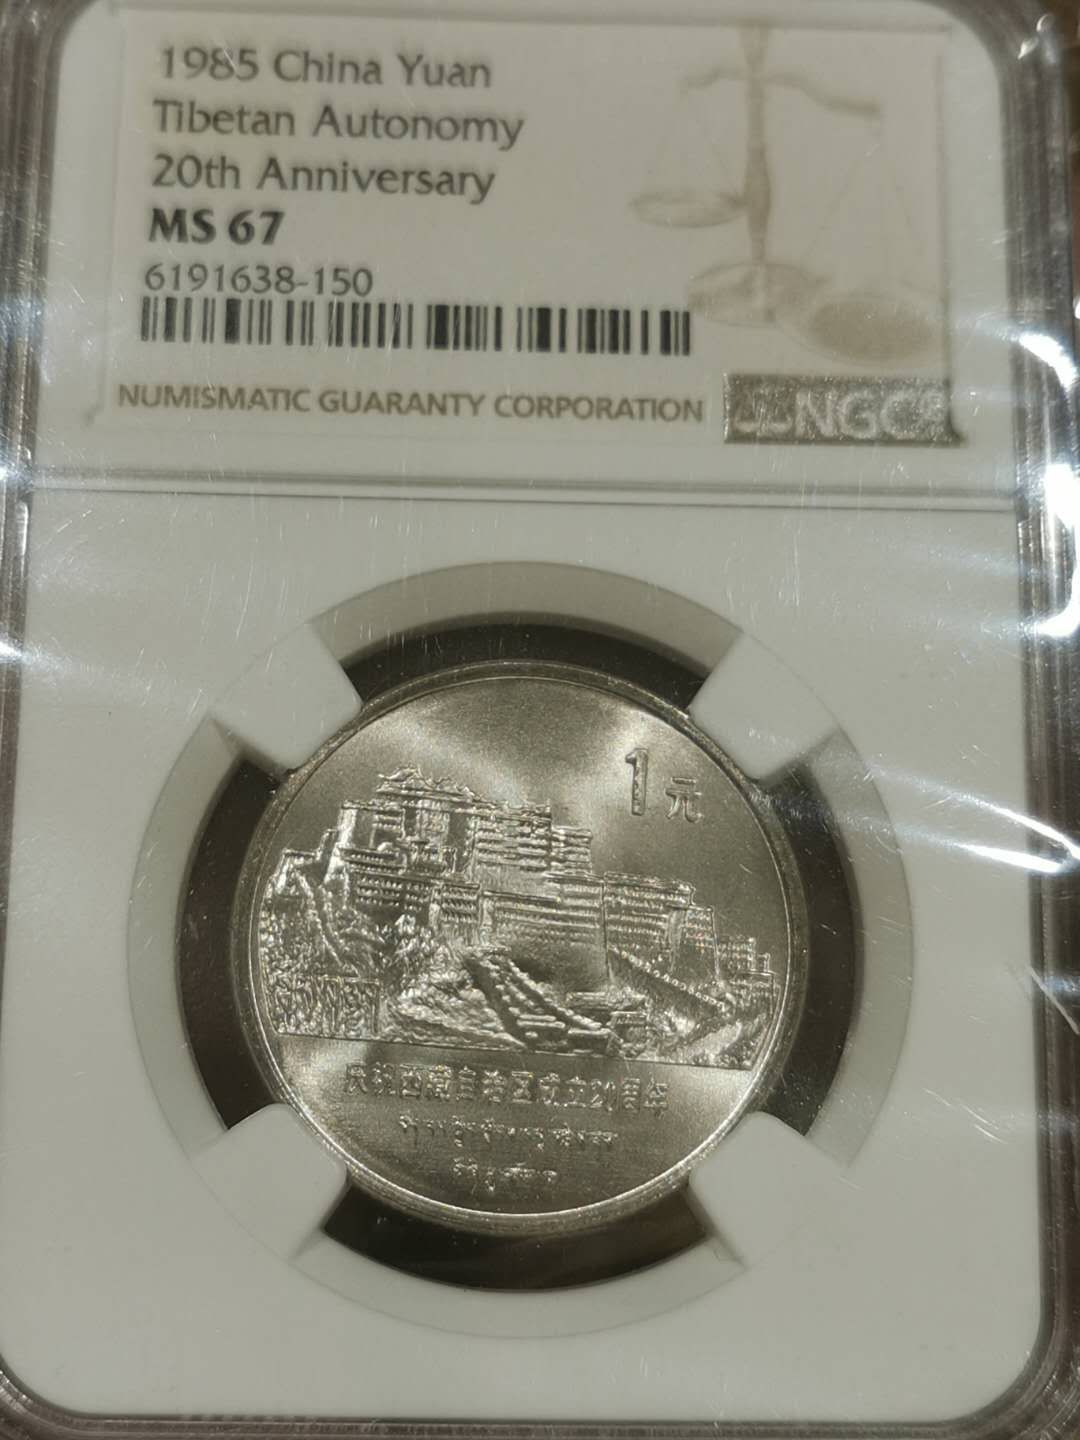 1985 China Yuan
Tibetan Autonomy
20th Anniversary
MS 67
6191638-150
NUMISMATIC GUARANTY CORPORATION
NGC
1元
庆祝西藏自治区成立20周年